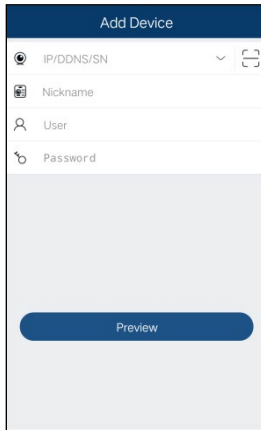 Add Device
IP/DDNS/SN
Nickname
User
Password
Preview